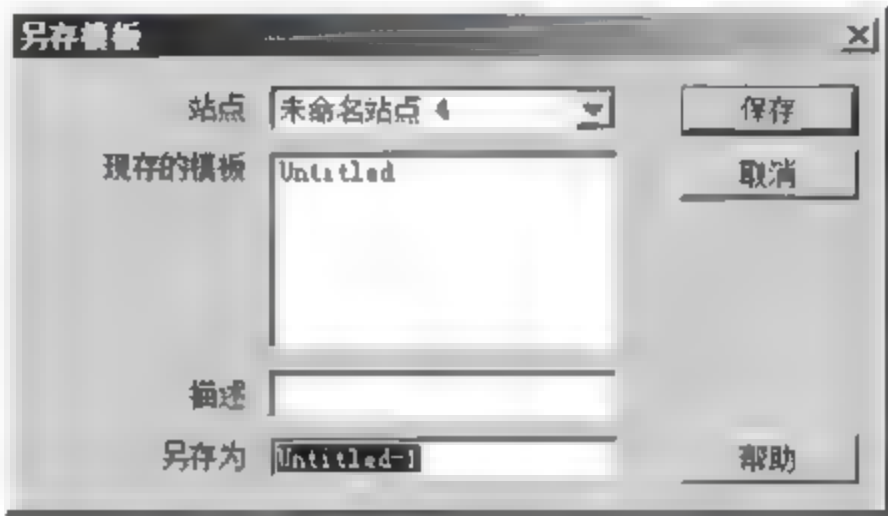 另存模板
站点 未命名站点 4 保存
现存的模板 Untitled 取消
描述
另存为 Untitled-1 帮助